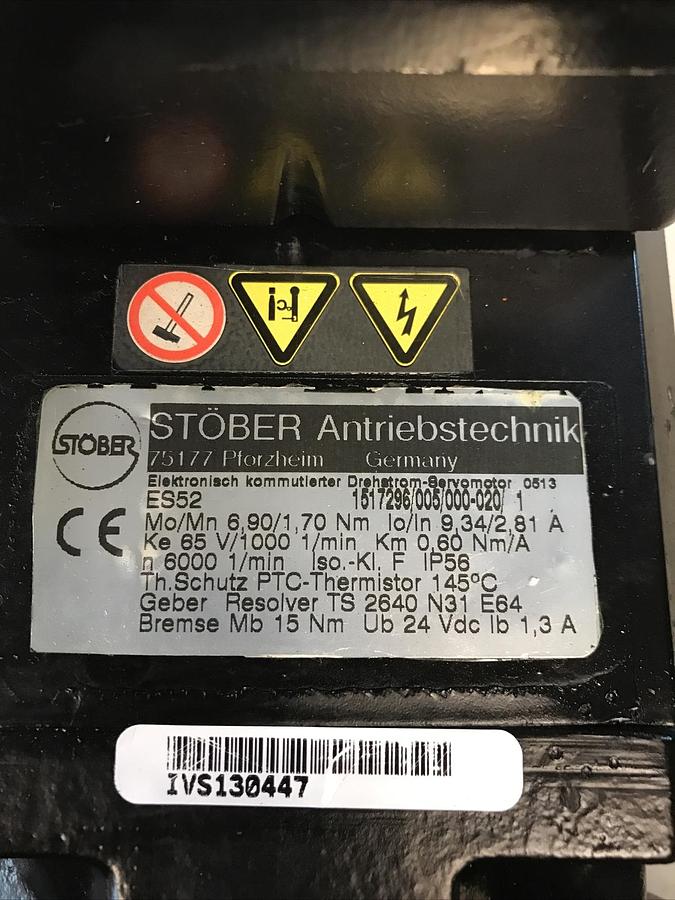 °C
STÖBER
STÖBER Antriebstechnik
75177 Pforzheim Germany
Elektronisch kommutierter Drehstrom-Servomotor 0513
ES52 1517296/005/000-020/ 1
CE
Mo/Mn 6,90/1,70 Nm Io/In 9,34/2,81 A
Ke 65 V/1000 1/min Km 0,60 Nm/A
n 6000 1/min Iso.-Kl. F IP56
Th.Schutz PTC-Thermistor 145°C
Geber Resolver TS 2640 N31 E64
Bremse Mb 15 Nm Ub 24 Vdc Ib 1,3 A
IVS130447